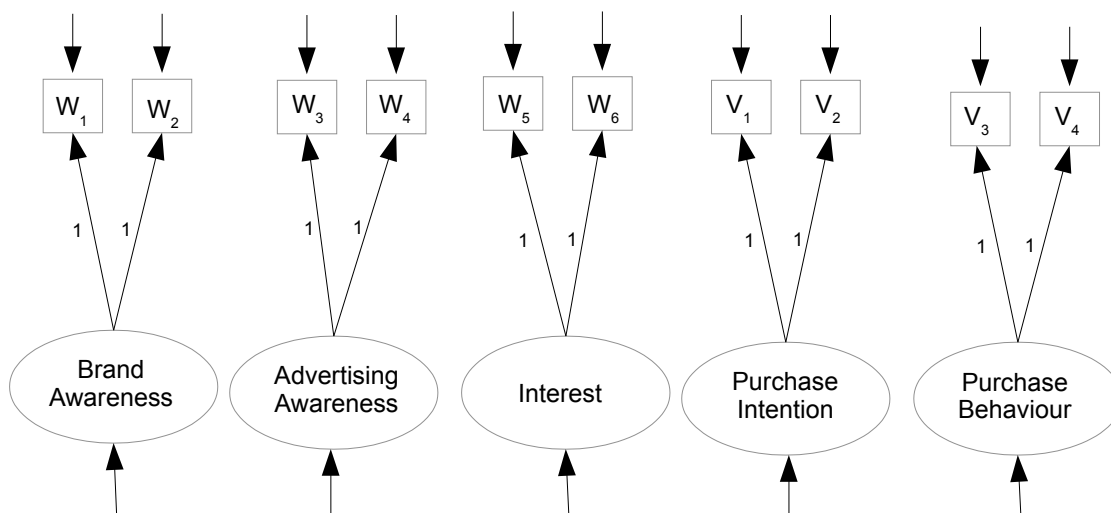 W1
W2
W3
W4
W5
W6
V1
V2
V3
V4
1
1
1
1
1
1
1
1
1
1
Brand
Awareness
Advertising
Awareness
Interest
Purchase
Intention
Purchase
Behaviour